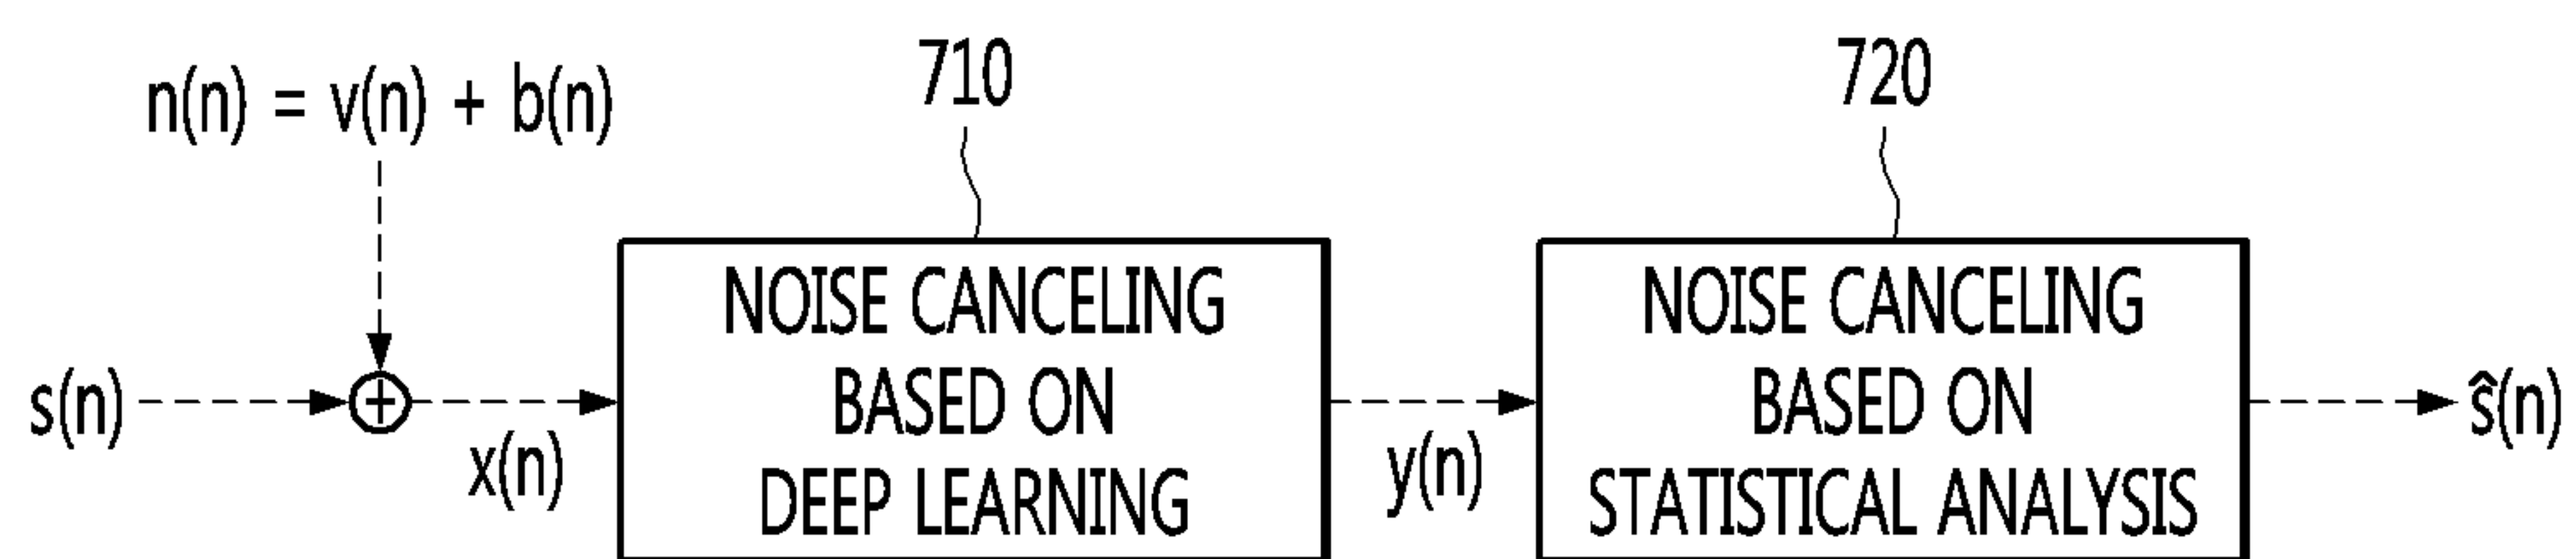 n(n) = v(n) + b(n)
710
720
s(n)
+
x(n)
NOISE CANCELING
BASED ON
DEEP LEARNING
y(n)
NOISE CANCELING
BASED ON
STATISTICAL ANALYSIS
ŝ(n)